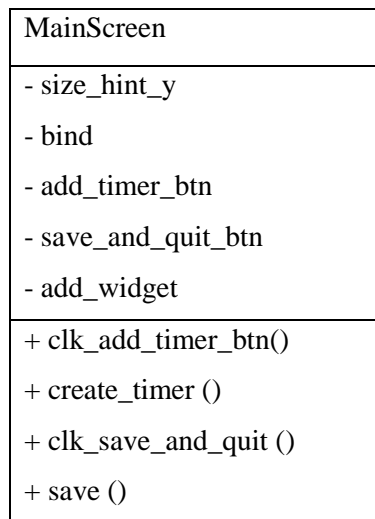 MainScreen
- size_hint_y
- bind
- add_timer_btn
- save_and_quit_btn
- add_widget
+ clk_add_timer_btn()
+ create_timer ()
+ clk_save_and_quit ()
+ save ()